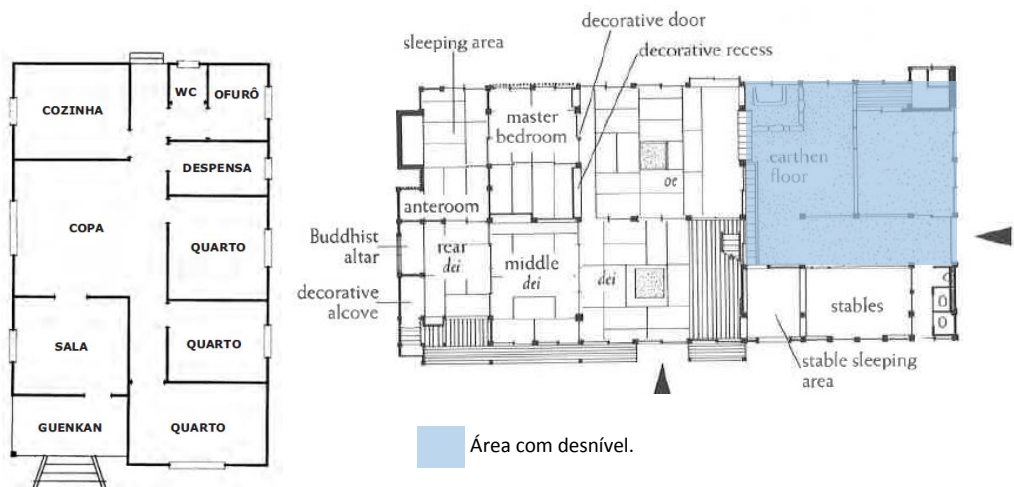 COZINHA
WC
OFURÔ
DESPENSA
COPA
QUARTO
SALA
QUARTO
GUENKAN
QUARTO
decorative door
sleeping area
decorative recess
master
bedroom
earthen
floor
oe
anteroom
Buddhist
altar
rear
dei
middle
dei
dei
decorative
alcove
stables
stable sleeping
area
Área com desnível.